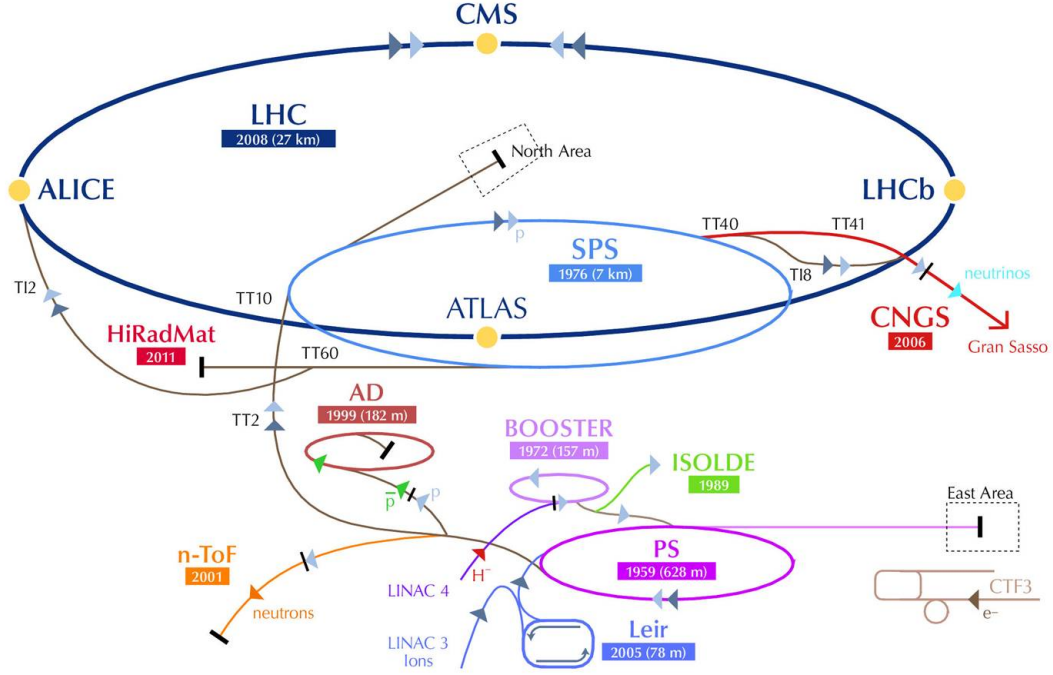 CMS
LHC
2008 (27 km)
North Area
ALICE
LHCb
p
TT40
TT41
SPS
1976 (7 km)
TI8
neutrinos
TI2
TT10
ATLAS
CNGS
2006
Gran Sasso
HiRadMat
2011
TT60
AD
1999 (182 m)
TT2
BOOSTER
1972 (157 m)
ISOLDE
1989
p̅
p
East Area
n-ToF
2001
PS
1959 (628 m)
H⁻
LINAC 4
neutrons
CTF3
e–
LINAC 3
Ions
Leir
2005 (78 m)